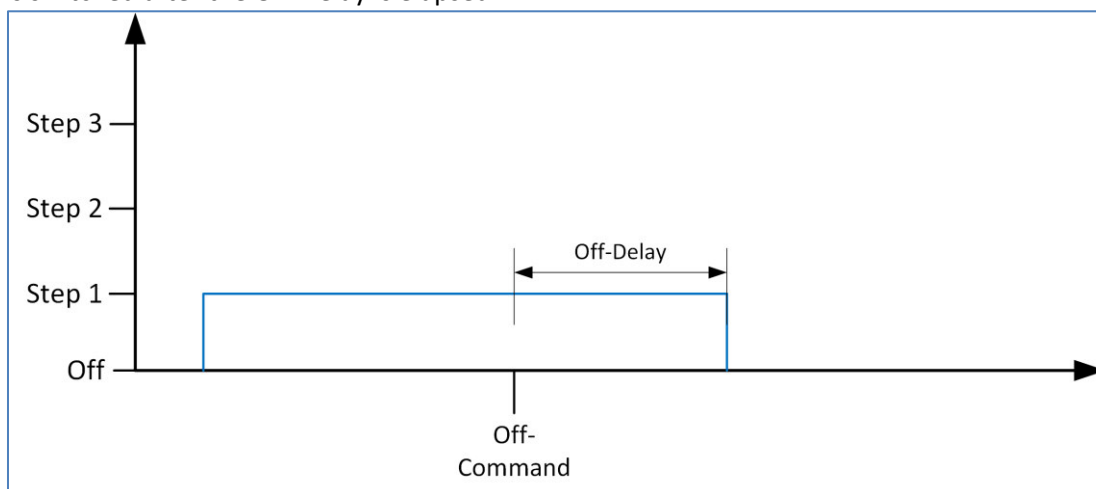 Step 3
Step 2
Off-Delay
Step 1
Off
Off-
Command